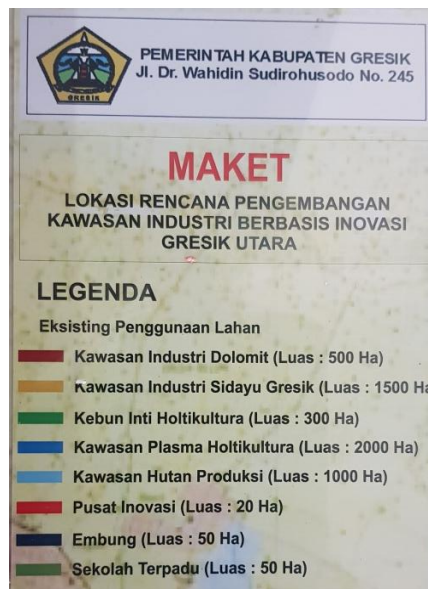 GRESIK
PEMERINTAH KABUPATEN GRESIK
Jl. Dr. Wahidin Sudirohusodo No. 245
MAKET
LOKASI RENCANA PENGEMBANGAN
KAWASAN INDUSTRI BERBASIS INOVASI
GRESIK UTARA
LEGENDA
Eksisting Penggunaan Lahan
Kawasan Industri Dolomit (Luas : 500 Ha)
Kawasan Industri Sidayu Gresik (Luas : 1500 Ha
Kebun Inti Holtikultura (Luas : 300 Ha)
Kawasan Plasma Holtikultura (Luas : 2000 Ha)
Kawasan Hutan Produksi (Luas : 1000 Ha)
Pusat Inovasi (Luas : 20 Ha)
Embung (Luas : 50 Ha)
Sekolah Terpadu (Luas : 50 Ha)